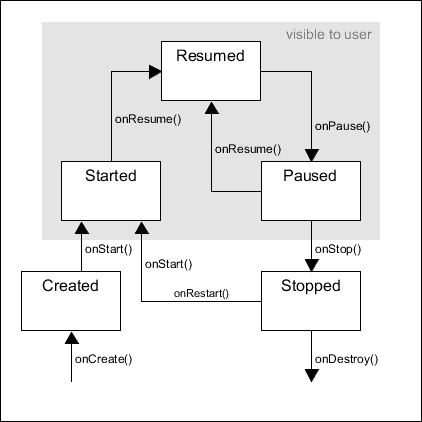 visible to user
Resumed
onResume()
onPause()
onResume()
Started
Paused
onStart()
onStop()
onStart()
Created
onRestart()
Stopped
onCreate()
onDestroy()